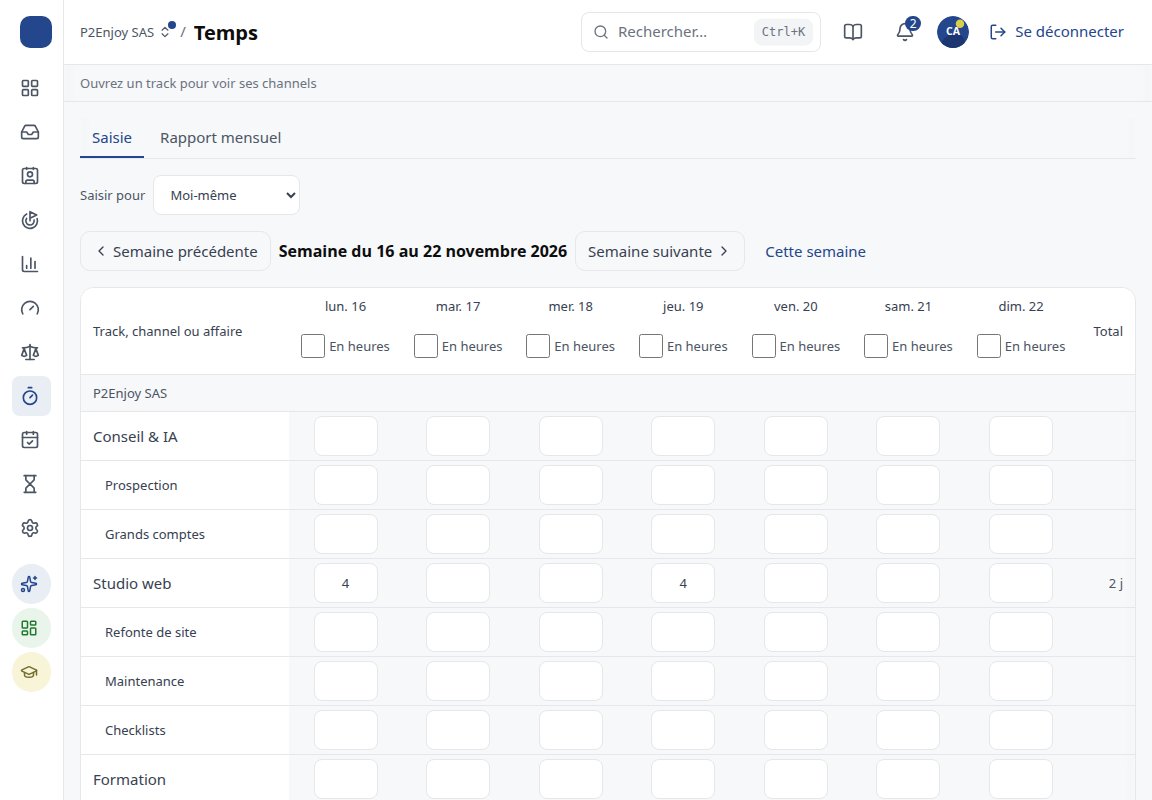 P2Enjoy SAS / Temps
Rechercher... Ctrl+K
2
CA
Se déconnecter
Ouvrez un track pour voir ses channels
Saisie Rapport mensuel
Saisir pour Moi-même
Semaine précédente Semaine du 16 au 22 novembre 2026 Semaine suivante Cette semaine
Track, channel ou affaire lun. 16 mar. 17 mer. 18 jeu. 19 ven. 20 sam. 21 dim. 22 Total
En heures En heures En heures En heures En heures En heures En heures
P2Enjoy SAS
Conseil & IA
Prospection
Grands comptes
Studio web 4 4 2 j
Refonte de site
Maintenance
Checklists
Formation